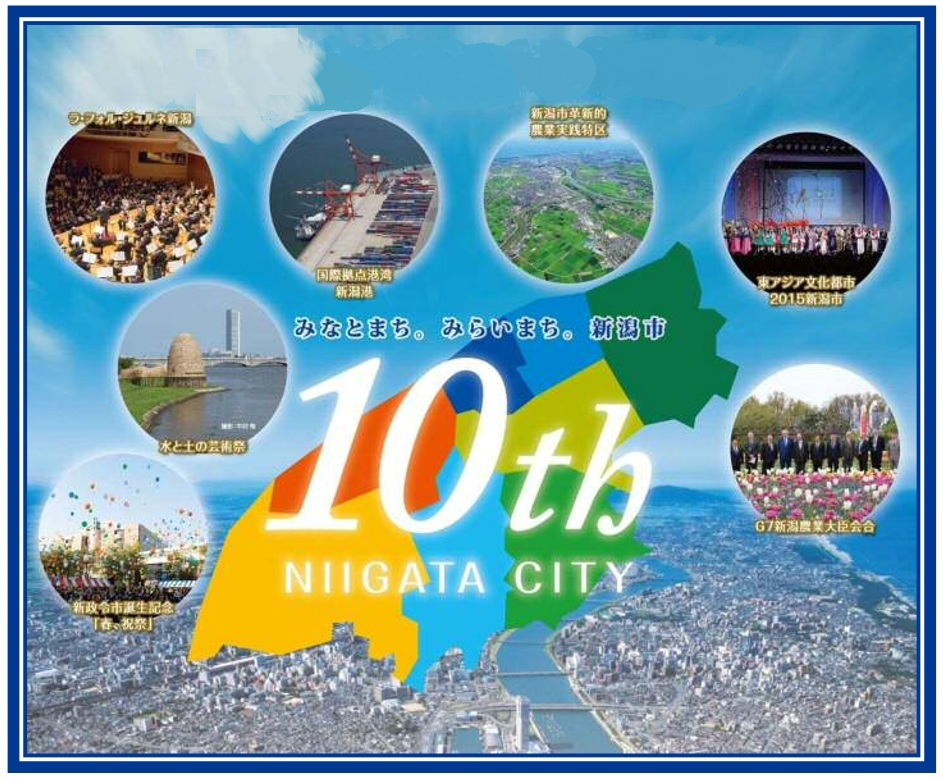 ラ・フォル・ジュルネ新潟
新潟市革新的
農業実践特区
国際拠点港湾
新潟港
東アジア文化都市
2015新潟市
みなとまち。みらいまち。新潟市
10th
NIIGATA CITY
水と土の芸術祭
G7新潟農業大臣会合
新政令市誕生記念
「春、祝祭」